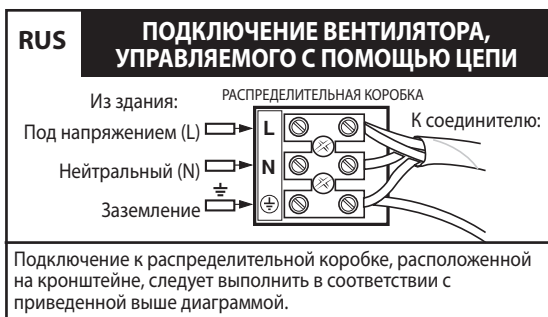 RUS
ПОДКЛЮЧЕНИЕ ВЕНТИЛЯТОРА,
УПРАВЛЯЕМОГО С ПОМОЩЬЮ ЦЕПИ
Из здания:
РАСПРЕДЕЛИТЕЛЬНАЯ КОРОБКА
К соединителю:
Под напряжением (L)
L
Нейтральный (N)
N
Заземление
Подключение к распределительной коробке, расположенной
на кронштейне, следует выполнить в соответствии с
приведенной выше диаграммой.